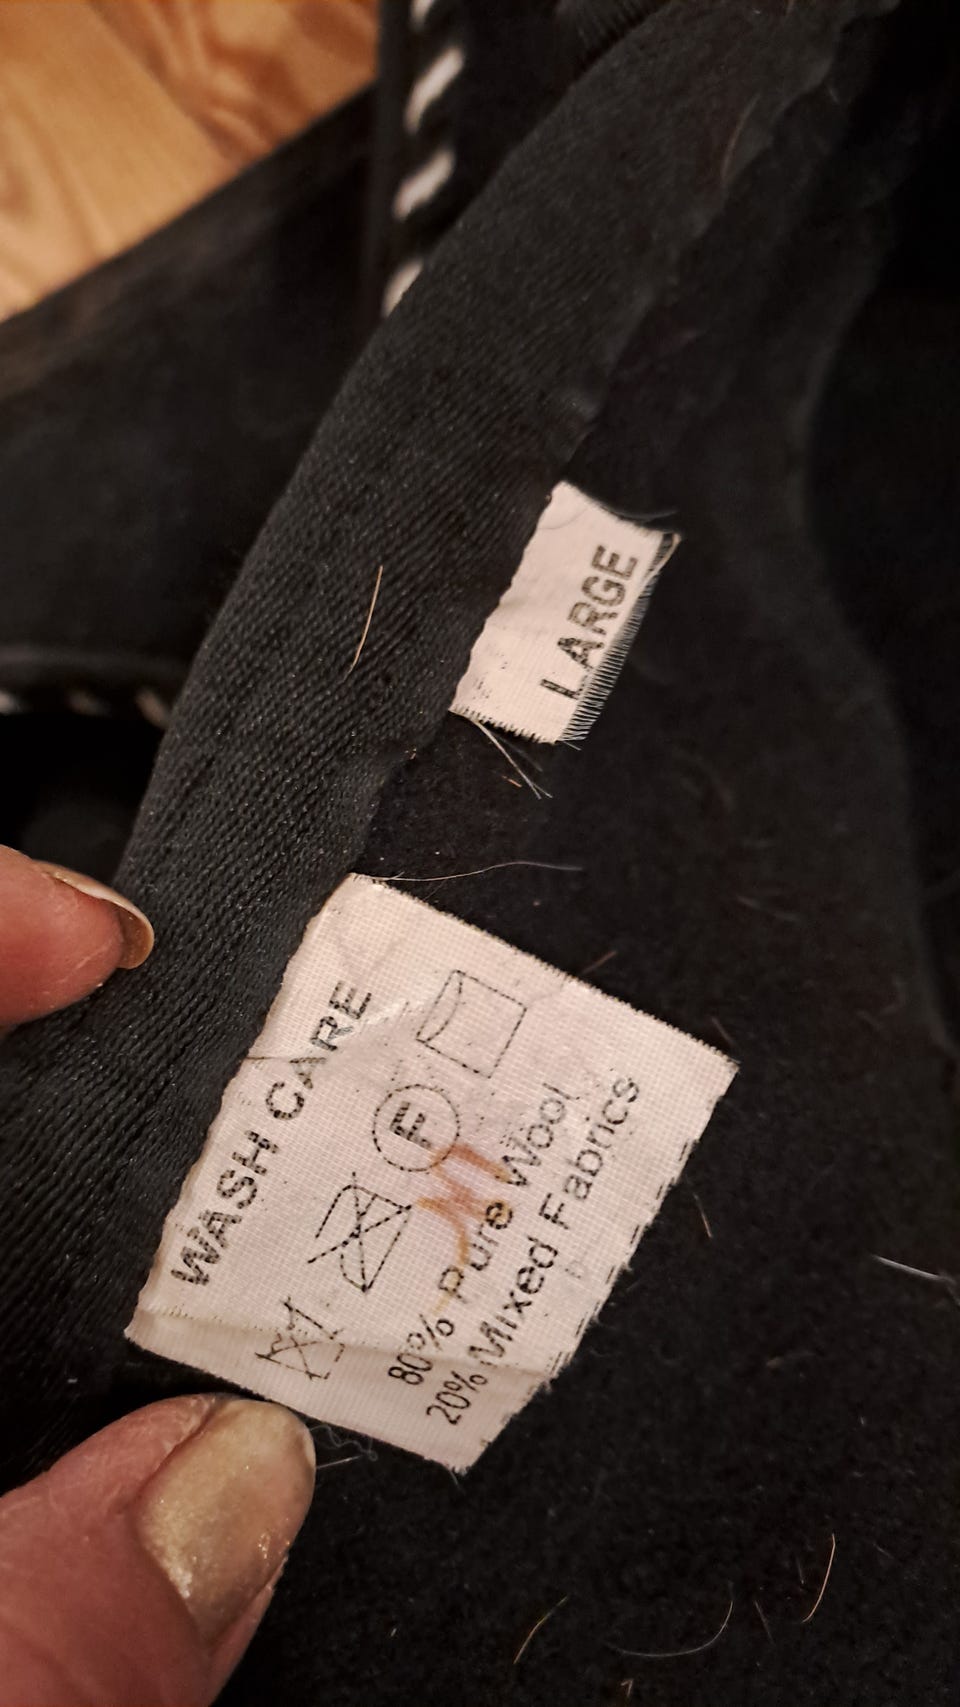 LARGE
WASH CARE
F
80% Pure Wool
20% Mixed Fabrics